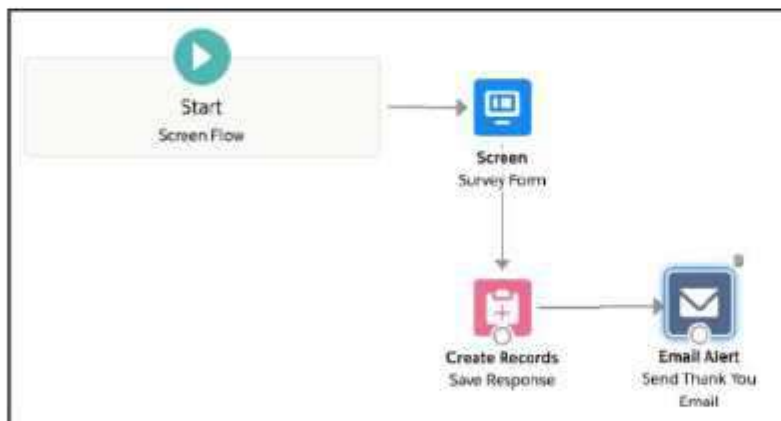 Start
Screen Flow
Screen
Survey Form
Create Records
Save Response
Email Alert
Send Thank You
Email